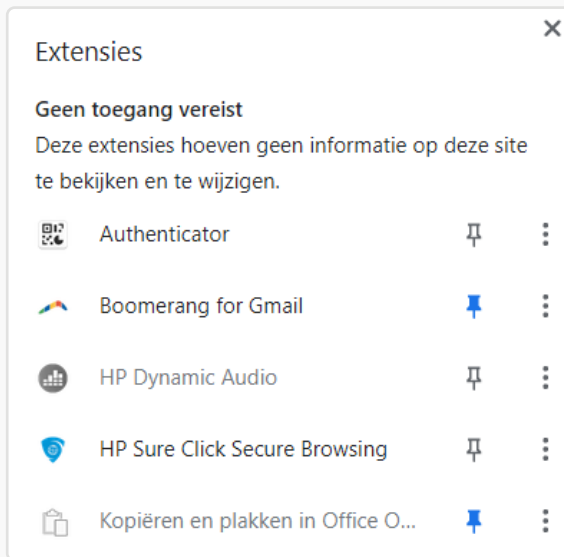 Extensies
Geen toegang vereist
Deze extensies hoeven geen informatie op deze site
te bekijken en te wijzigen.
Authenticator
Boomerang for Gmail
HP Dynamic Audio
HP Sure Click Secure Browsing
Kopiëren en plakken in Office O...